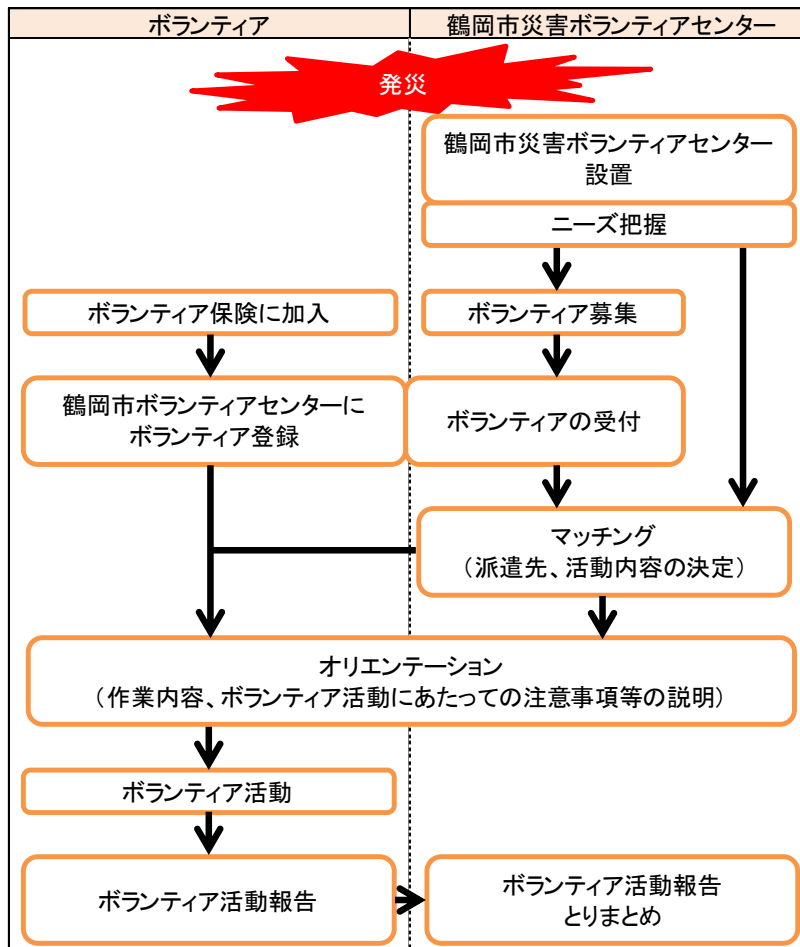 ボランティア
鶴岡市災害ボランティアセンター
発災
鶴岡市災害ボランティアセンター
設置
ニーズ把握
ボランティア保険に加入
ボランティア募集
鶴岡市ボランティアセンターに
ボランティア登録
ボランティアの受付
マッチング
（派遣先、活動内容の決定）
オリエンテーション
（作業内容、ボランティア活動にあたっての注意事項等の説明）
ボランティア活動
ボランティア活動報告
ボランティア活動報告
とりまとめ